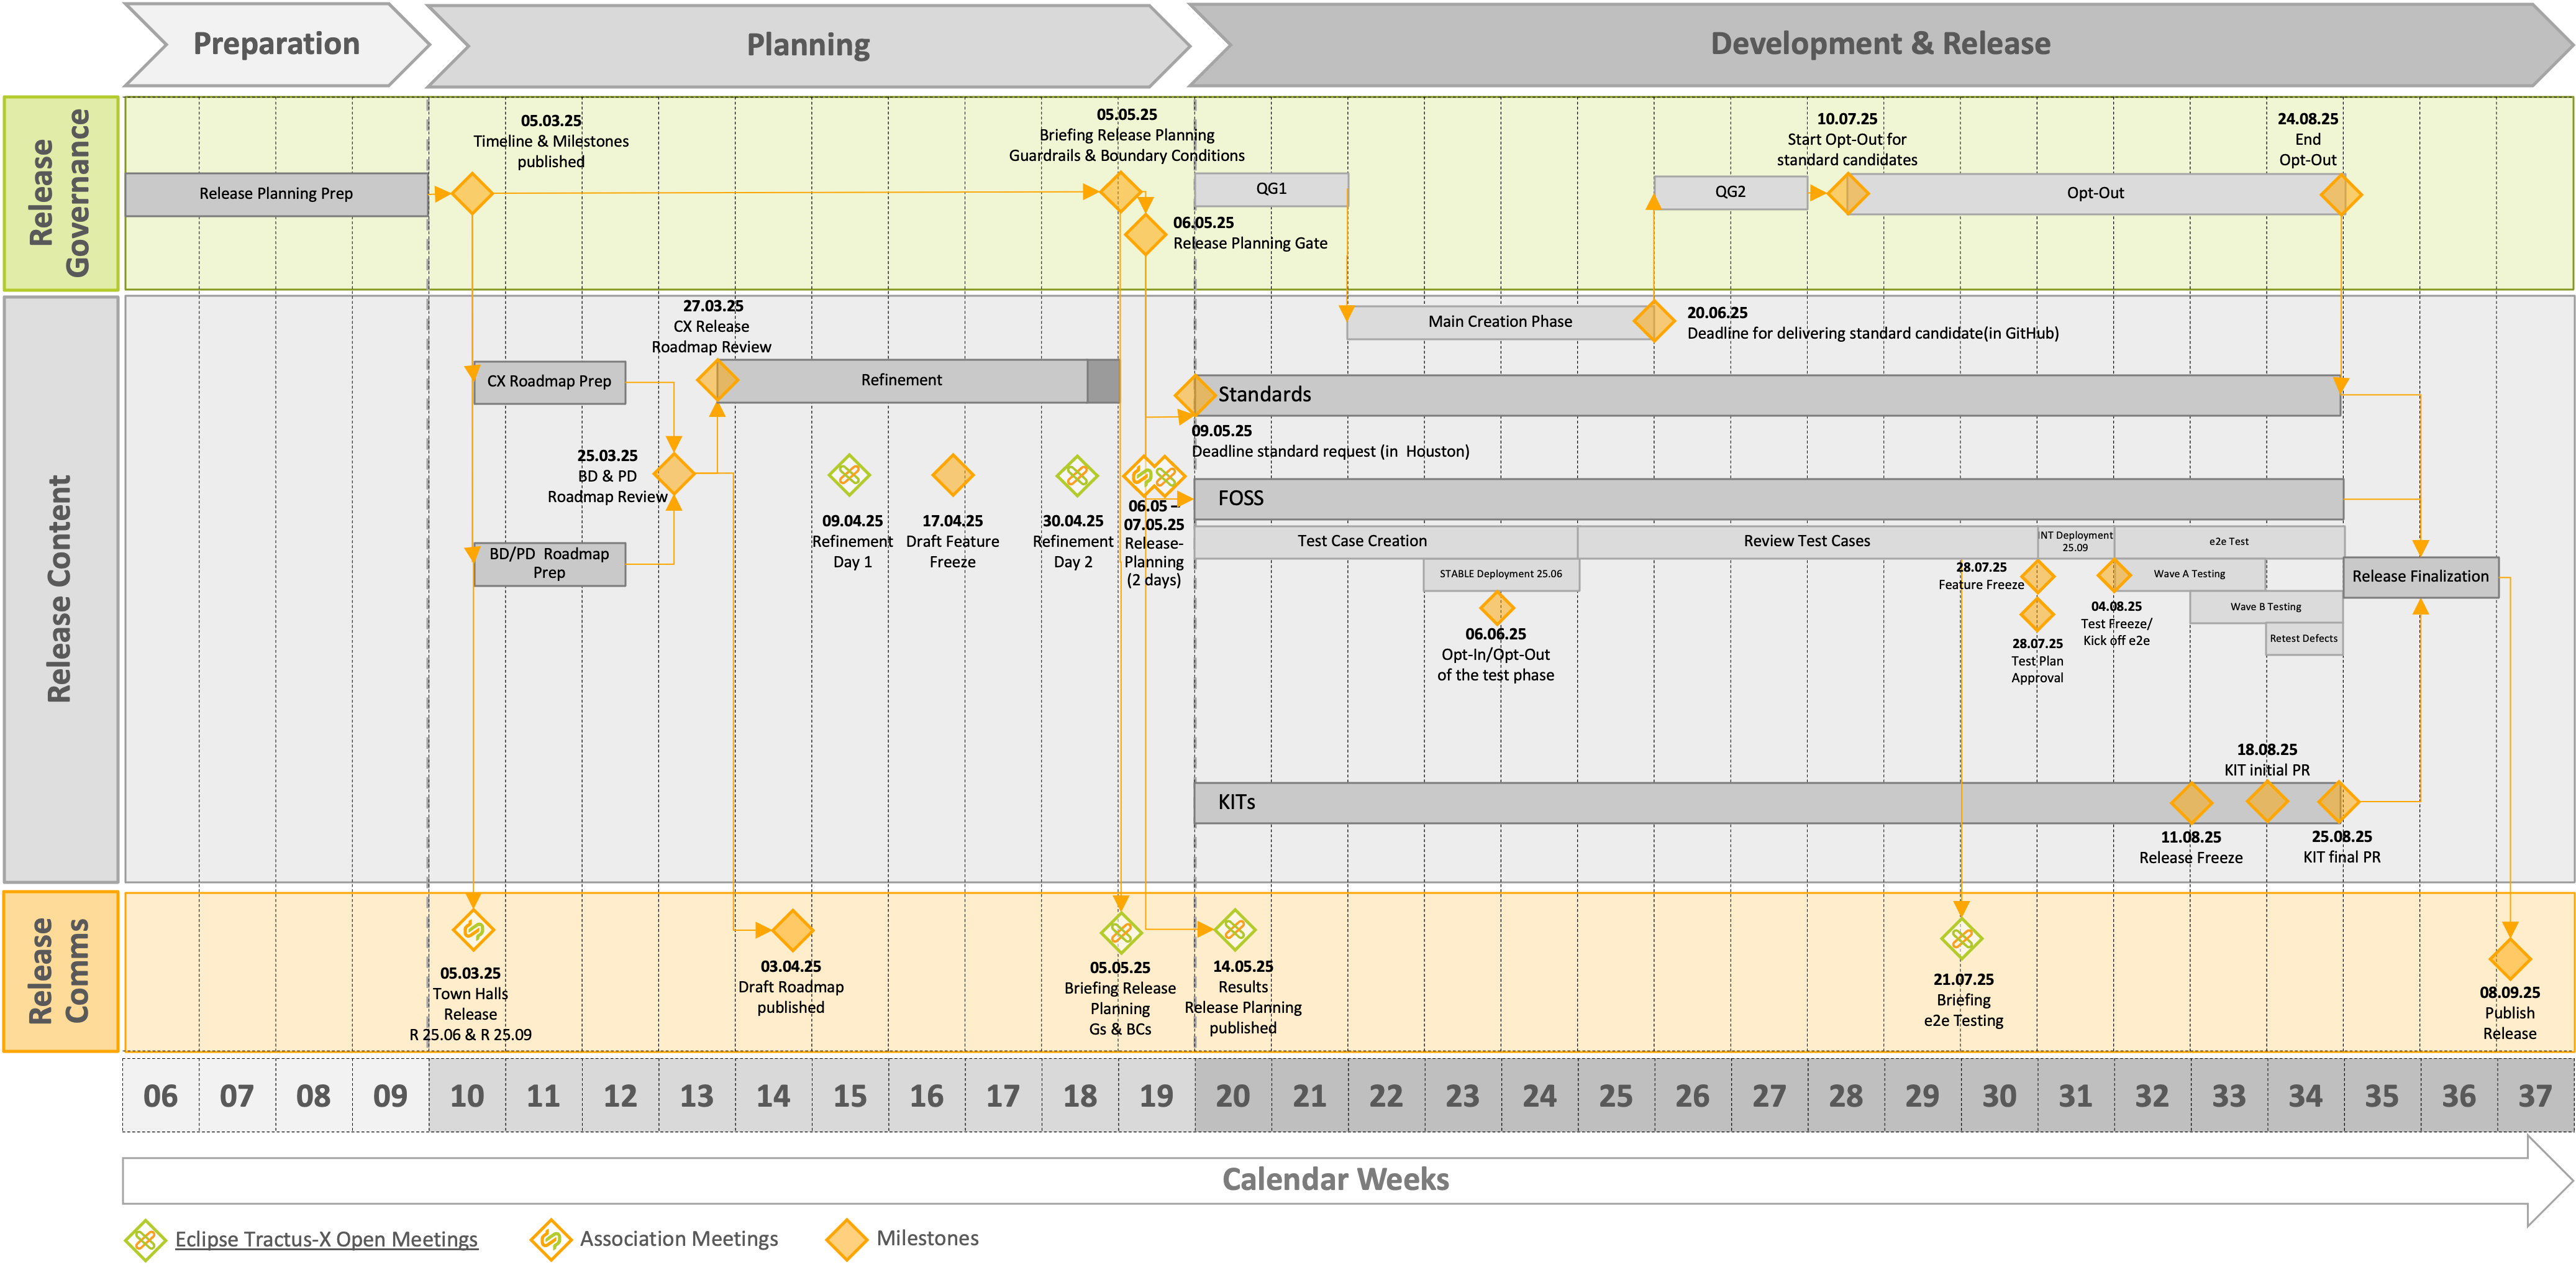 Preparation
Planning
Development & Release
Release
Governance
05.03.25
Timeline & Milestones
published
05.05.25
Briefing Release Planning
Guardrails & Boundary Conditions
10.07.25
Start Opt-Out for
standard candidates
24.08.25
End
Opt-Out
Release Planning Prep
QG1
QG2
Opt-Out
06.05.25
Release Planning Gate
Release Content
27.03.25
CX Release
Roadmap Review
Main Creation Phase
20.06.25
Deadline for delivering standard candidate(in GitHub)
CX Roadmap Prep
Refinement
Standards
09.05.25
Deadline standard request (in Houston)
25.03.25
BD & PD
Roadmap Review
BD/PD Roadmap
Prep
09.04.25
Refinement
Day 1
17.04.25
Draft Feature
Freeze
30.04.25
Refinement
Day 2
06.05 –
07.05.25
Release-
Planning
(2 days)
FOSS
Test Case Creation
Review Test Cases
INT Deployment
25.09
e2e Test
STABLE Deployment 25.06
28.07.25
Feature Freeze
Wave A Testing
Release Finalization
06.06.25
Opt-In/Opt-Out
of the test phase
28.07.25
Test Plan
Approval
04.08.25
Test Freeze/
Kick off e2e
Wave B Testing
Retest Defects
18.08.25
KIT initial PR
KITs
11.08.25
Release Freeze
25.08.25
KIT final PR
Release
Comms
05.03.25
Town Halls
Release
R 25.06 & R 25.09
03.04.25
Draft Roadmap
published
05.05.25
Briefing Release
Planning
Gs & BCs
14.05.25
Results
Release Planning
published
21.07.25
Briefing
e2e Testing
08.09.25
Publish
Release
06 07 08 09 10 11 12 13 14 15 16 17 18 19 20 21 22 23 24 25 26 27 28 29 30 31 32 33 34 35 36 37
Calendar Weeks
Eclipse Tractus-X Open Meetings
Association Meetings
Milestones